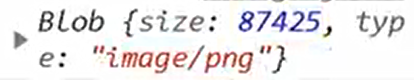 ▶ Blob {size: 87425, typ
e: "image/png"}